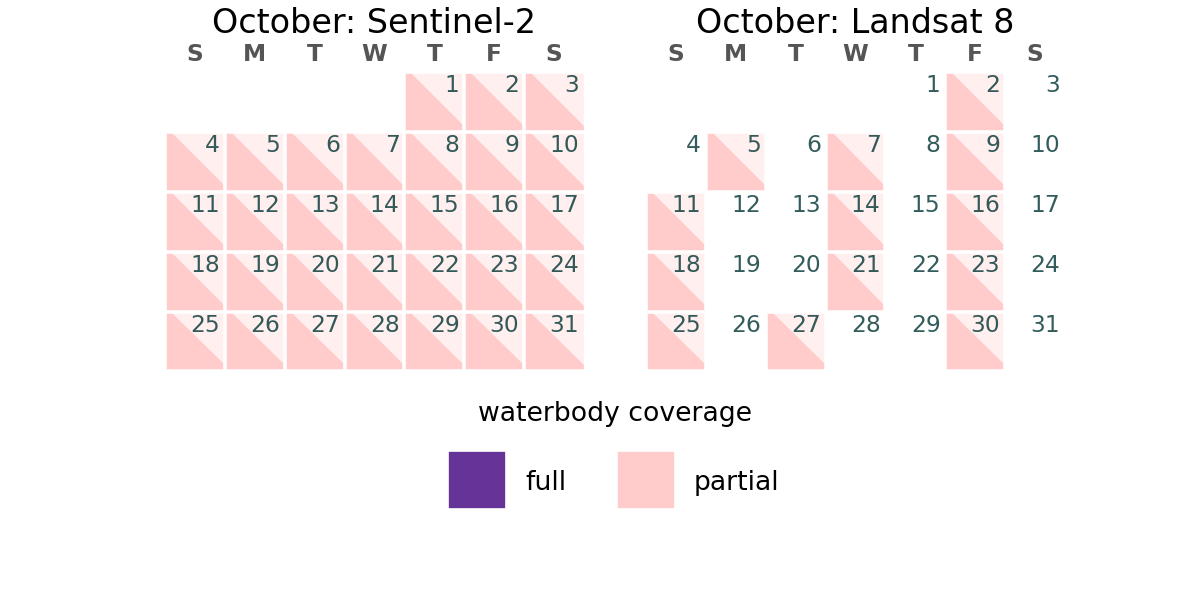 October: Sentinel-2
S M T W T F S
1 2 3
4 5 6 7 8 9 10
11 12 13 14 15 16 17
18 19 20 21 22 23 24
25 26 27 28 29 30 31
October: Landsat 8
S M T W T F S
1 2 3
4 5 6 7 8 9 10
11 12 13 14 15 16 17
18 19 20 21 22 23 24
25 26 27 28 29 30 31
waterbody coverage
full partial